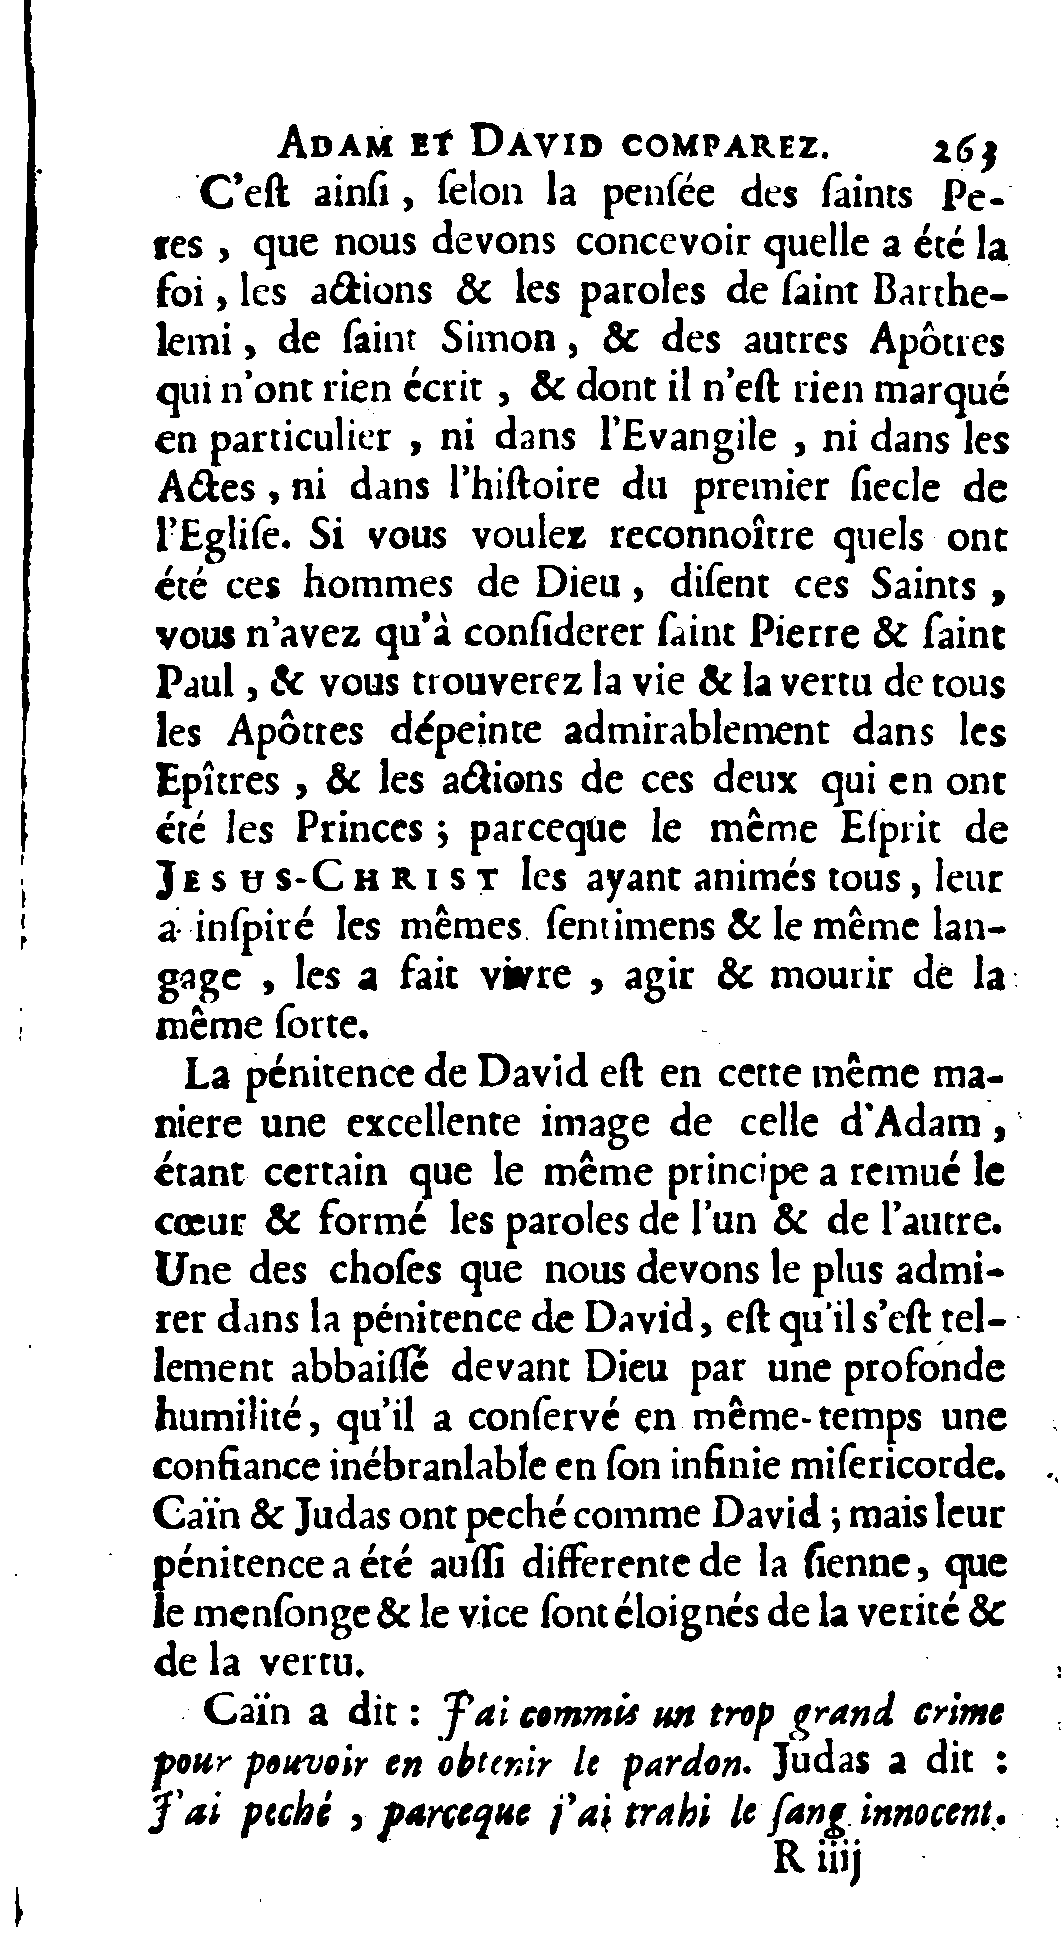 ADAM ET DAVID COMPAREZ. 263
C'eſt ainſi, ſelon la penſée des ſaints Pe-
res, que nous devons concevoir quelle a été la
foi, les actions & les paroles de ſaint Barthe-
lemi, de ſaint Simon, & des autres Apôtres
qui n'ont rien écrit, & dont il n'eſt rien marqué
en particulier, ni dans l'Evangile, ni dans les
Actes, ni dans l'hiſtoire du premier ſiecle de
l'Egliſe. Si vous voulez reconnoître quels ont
été ces hommes de Dieu, diſent ces Saints,
vous n'avez qu'à conſiderer ſaint Pierre & ſaint
Paul, & vous trouverez la vie & la vertu de tous
les Apôtres dépeinte admirablement dans les
Epîtres, & les actions de ces deux qui en ont
été les Princes; parceque le même Eſprit de
JESUS-CHRIST les ayant animés tous, leur
a inſpiré les mêmes ſentimens & le même lan-
gage, les a fait vivre, agir & mourir de la
même ſorte.
La pénitence de David eſt en cette même ma-
niere une excellente image de celle d'Adam,
étant certain que le même principe a remué le
cœur & formé les paroles de l'un & de l'autre.
Une des choſes que nous devons le plus admi-
rer dans la pénitence de David, eſt qu'il s'eſt tel-
lement abbaiſſé devant Dieu par une profonde
humilité, qu'il a conſervé en même-temps une
confiance inébranlable en ſon infinie miſericorde.
Caïn & Judas ont peché comme David; mais leur
pénitence a été auſſi differente de la ſienne, que
le menſonge & le vice ſont éloignés de la verité &
de la vertu.
Caïn a dit: J'ai commis un trop grand crime
pour pouvoir en obtenir le pardon. Judas a dit:
J'ai peché, parceque j'ai trahi le ſang innocent.
R iiij